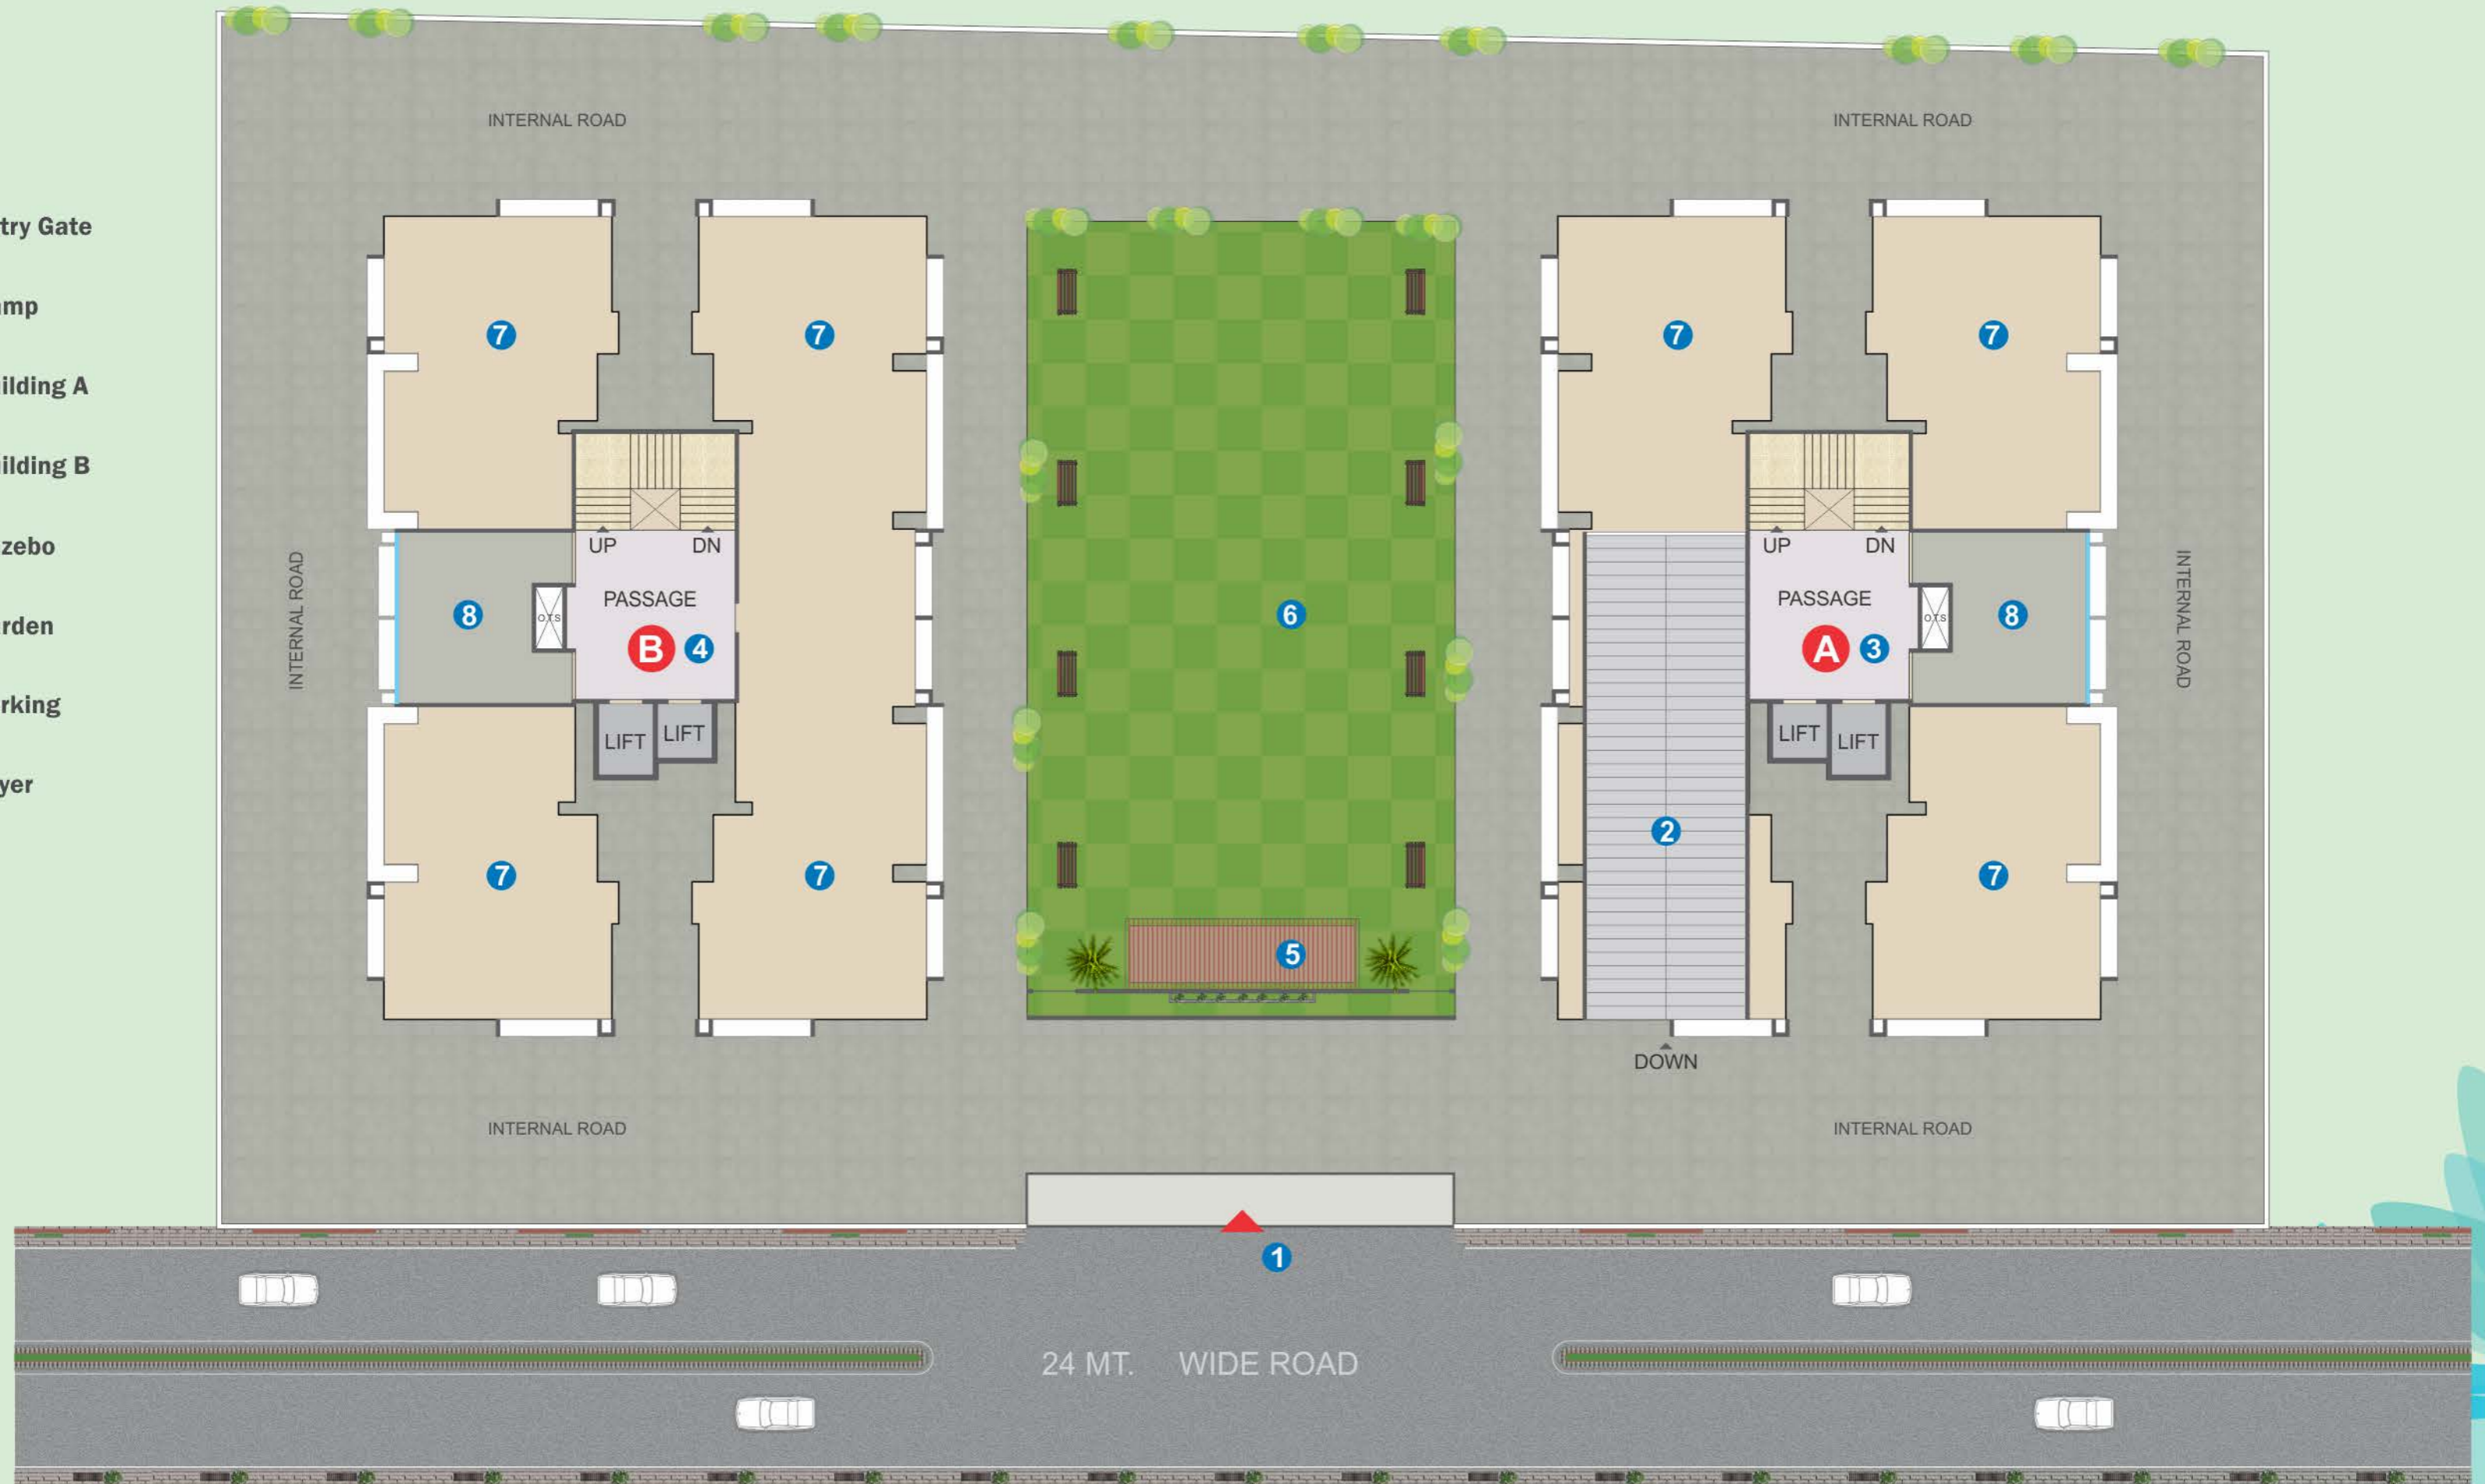 try Gate
amp
ilding A
ilding B
zebo
rden
rking
yer
INTERNAL ROAD
INTERNAL ROAD
7
7
7
7
UP
DN
UP
DN
INTERNAL ROAD
8
O.T.S
PASSAGE
B 4
6
PASSAGE
A 3
O.T.S
8
INTERNAL ROAD
LIFT
LIFT
LIFT
LIFT
2
7
7
7
5
DOWN
INTERNAL ROAD
INTERNAL ROAD
1
24 MT. WIDE ROAD